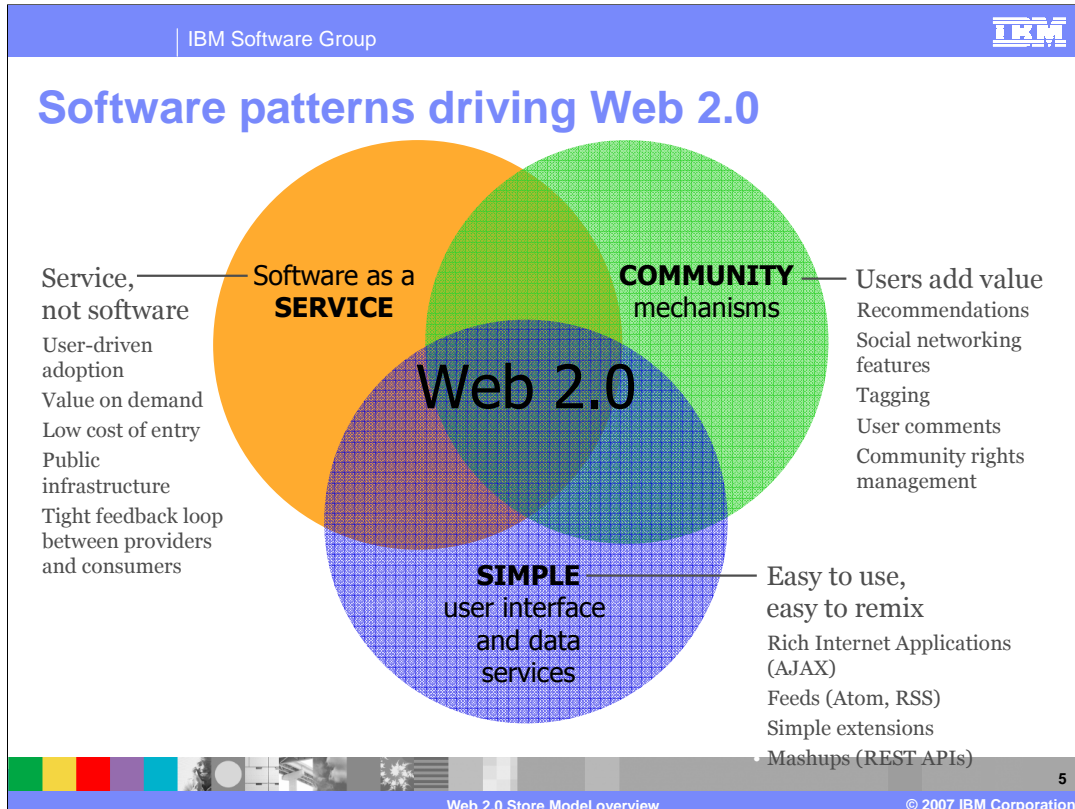 IBM Software Group
IBM
Software patterns driving Web 2.0
Service,
not software
User-driven
adoption
Value on demand
Low cost of entry
Public
infrastructure
Tight feedback loop
between providers
and consumers
Software as a
SERVICE
COMMUNITY
mechanisms
Users add value
Recommendations
Social networking
features
Tagging
User comments
Community rights
management
Web 2.0
SIMPLE
user interface
and data
services
Easy to use,
easy to remix
Rich Internet Applications
(AJAX)
Feeds (Atom, RSS)
Simple extensions
• Mashups (REST APIs)
5
Web 2.0 Store Model overview
© 2007 IBM Corporation